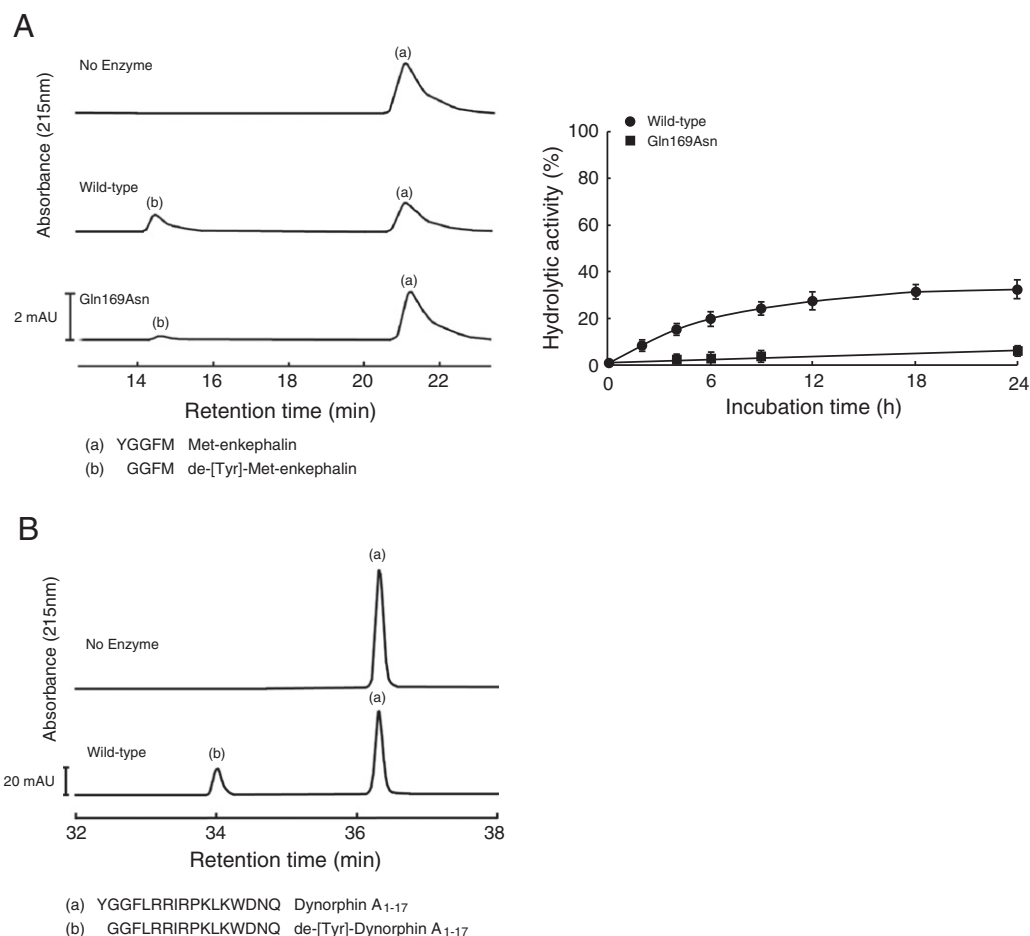 A
Absorbance (215nm)
No Enzyme
(a)
Wild-type
(b)
(a)
Gln169Asn
(b)
(a)
2 mAU
14 16 18 20 22
Retention time (min)
(a) YGGFM Met-enkephalin
(b) GGFM de-[Tyr]-Met-enkephalin
Hydrolytic activity (%)
Wild-type
Gln169Asn
100
80
60
40
20
0
0 6 12 18 24
Incubation time (h)
B
Absorbance (215nm)
(a)
No Enzyme
(a)
Wild-type
(b)
20 mAU
32 34 36 38
Retention time (min)
(a) YGGFLRRIRPKLKWDNQ Dynorphin A1-17
(b) GGFLRRIRPKLKWDNQ de-[Tyr]-Dynorphin A1-17